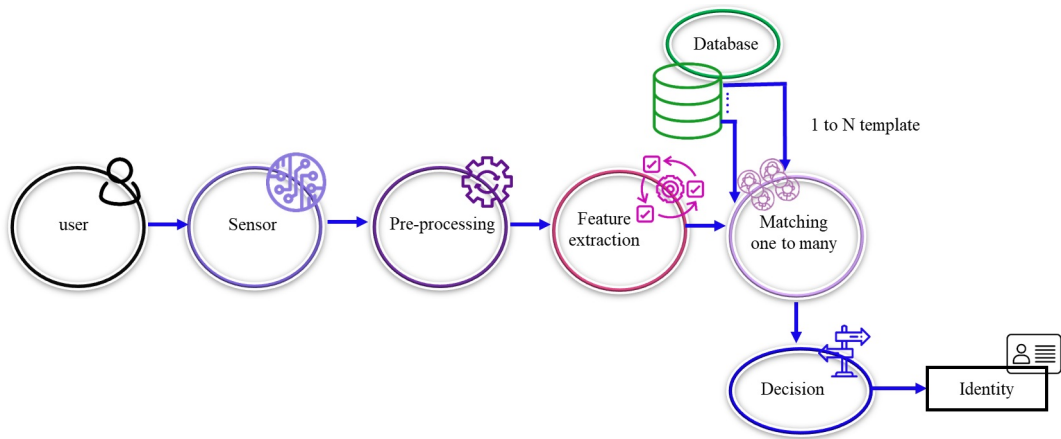 Database
1 to N template
user
Sensor
Pre-processing
Feature
extraction
Matching
one to many
Decision
Identity